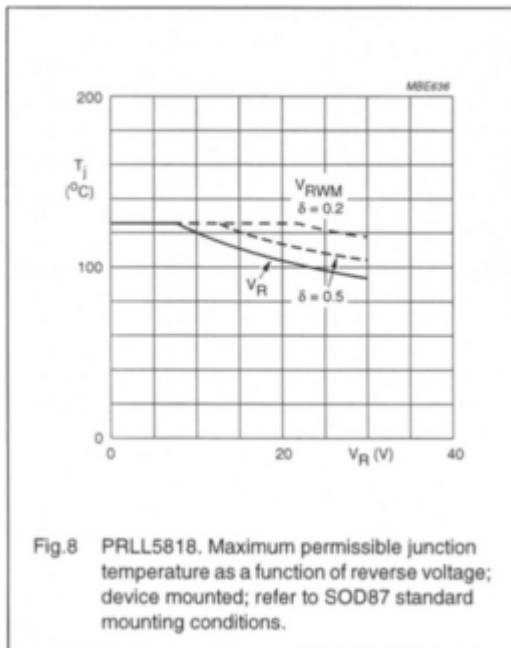 MBE636
200
Tj
(°C)
VRWM
δ = 0.2
100
VR
δ = 0.5
0
0
20
VR (V)
40
Fig.8 PRLL5818. Maximum permissible junction
temperature as a function of reverse voltage;
device mounted; refer to SOD87 standard
mounting conditions.